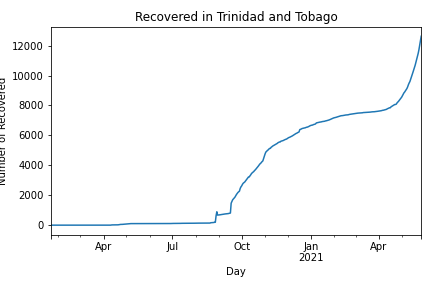 Recovered in Trinidad and Tobago
Number of Recovered
12000
10000
8000
6000
4000
2000
0
Apr
Jul
Oct
Jan
2021
Apr
Day